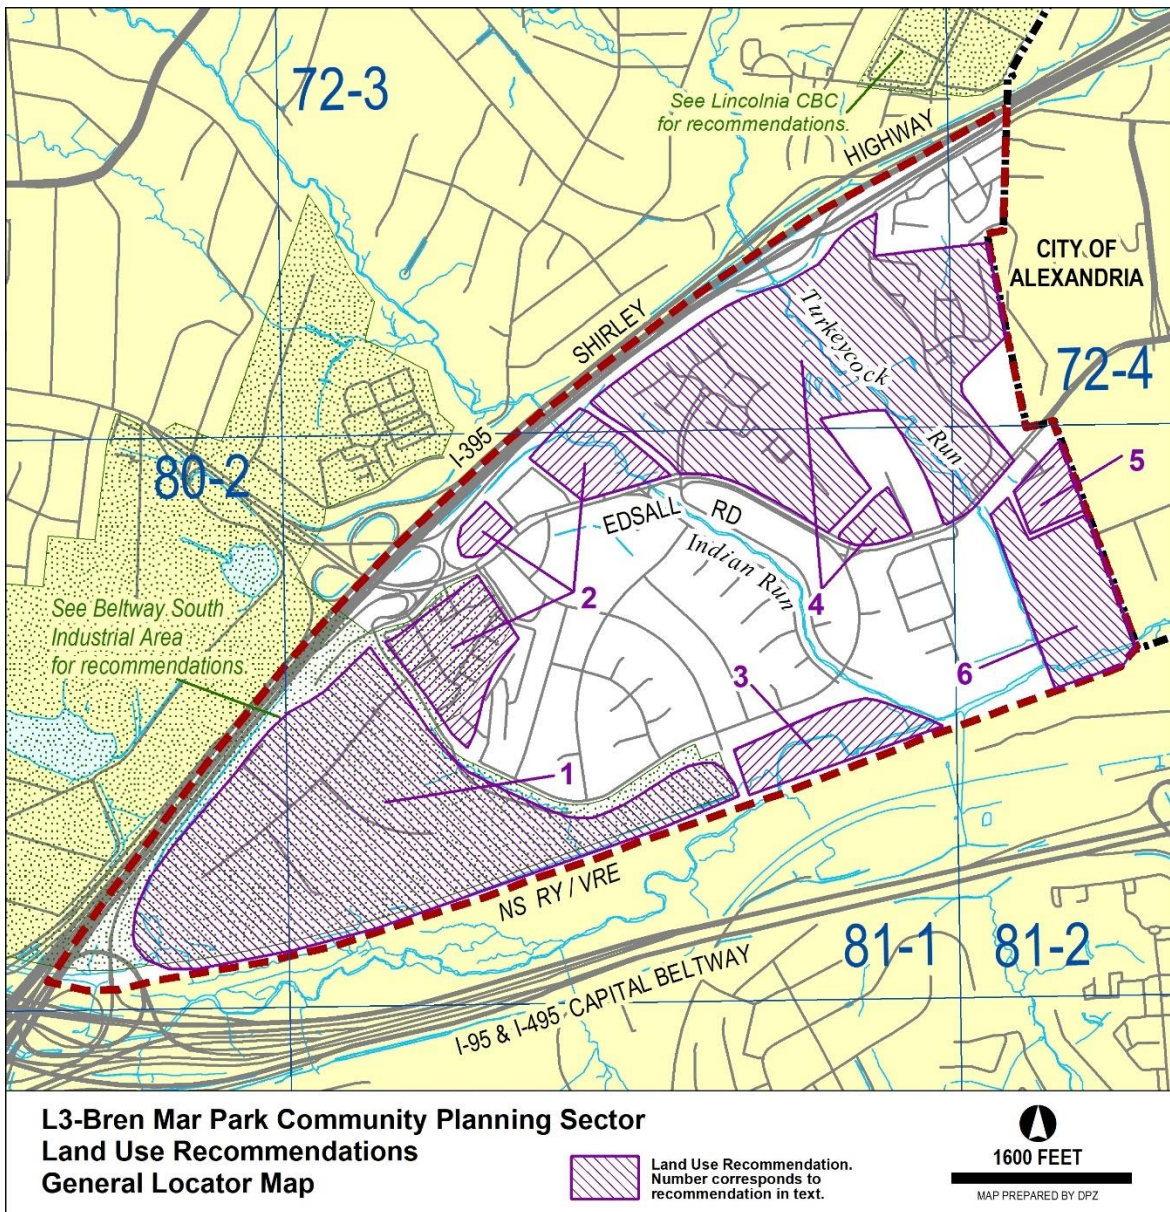 72-3
See Lincolnia CBC
for recommendations.
HIGHWAY
CITY OF
ALEXANDRIA
SHIRLEY
Turkeycock
Run
72-4
I-395
80-2
5
EDSALL RD
Indian Run
See Beltway South
Industrial Area
for recommendations
2
4
3
6
1
NS RY / VRE
81-1
81-2
I-95 & I-495 CAPITAL BELTWAY
L3-Bren Mar Park Community Planning Sector
Land Use Recommendations
General Locator Map
Land Use Recommendation.
Number corresponds to
recommendation in text.
1600 FEET
MAP PREPARED BY DPZ